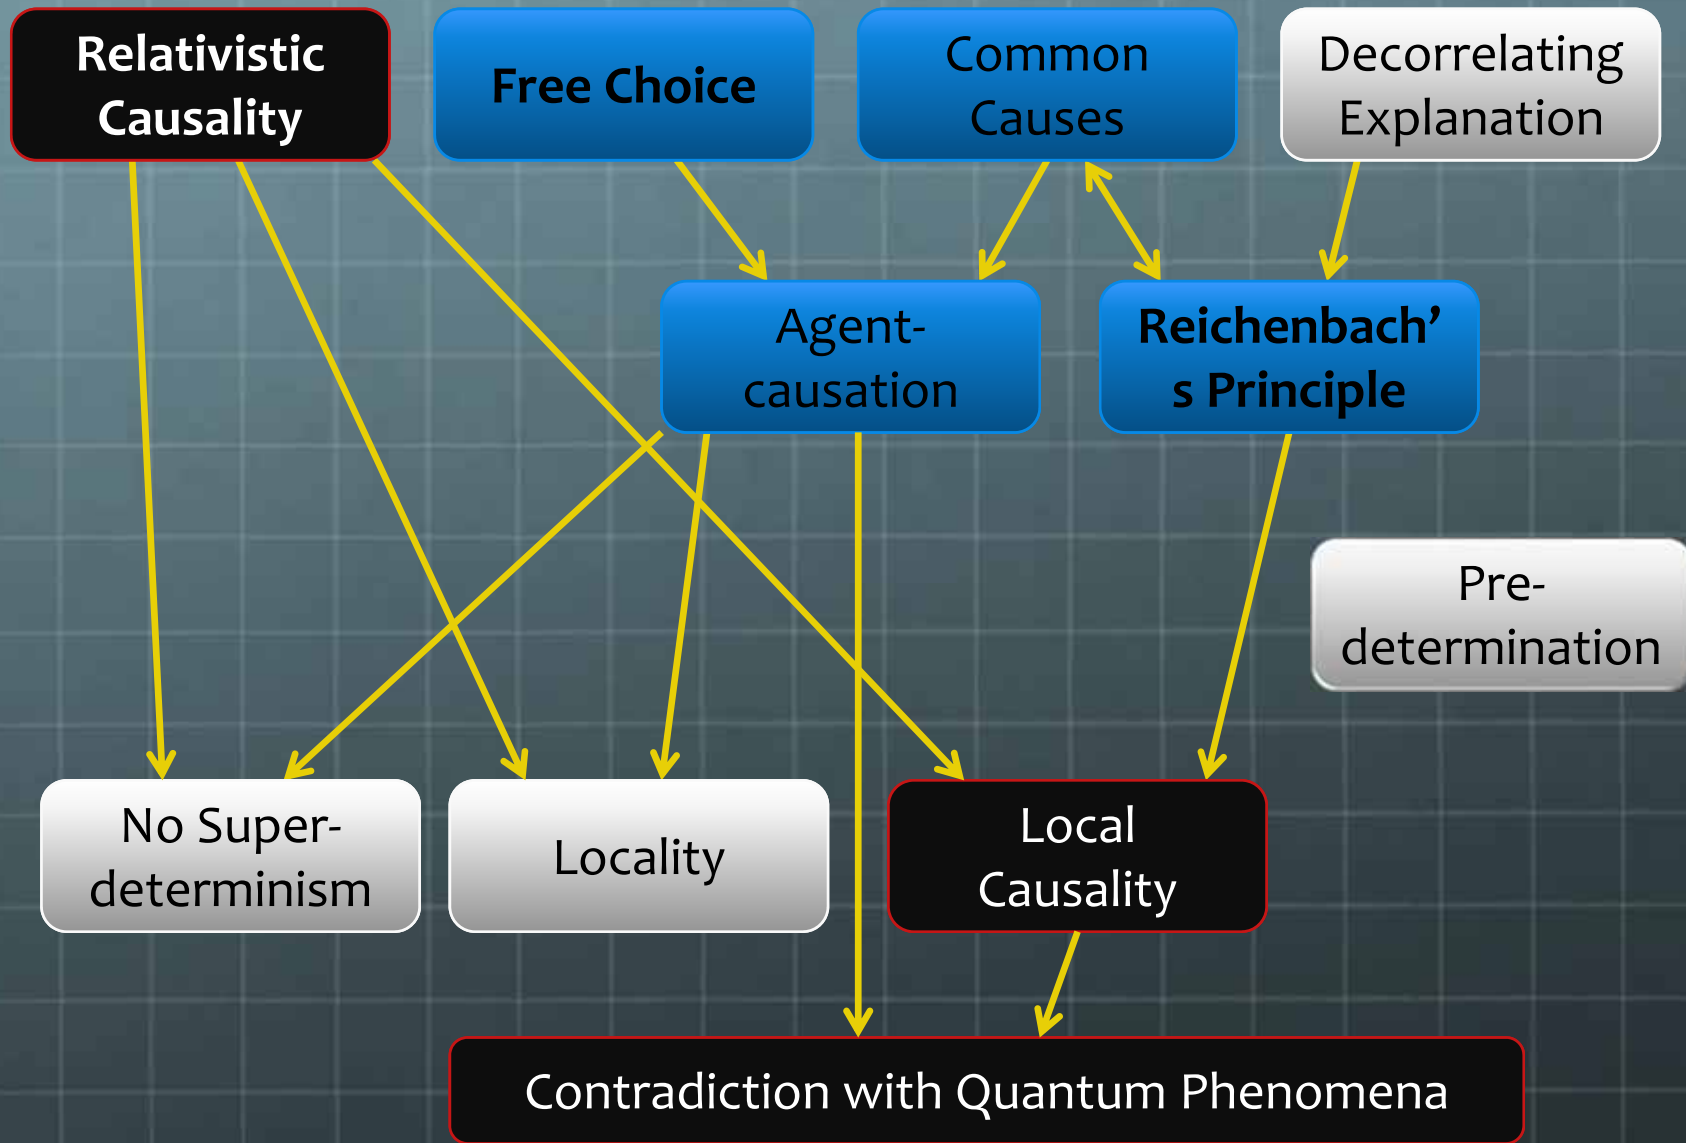 Relativistic
Causality
Free Choice
Common
Causes
Decorrelating
Explanation
Agent-
causation
Reichenbach’
s Principle
Pre-
determination
No Super-
determinism
Locality
Local
Causality
Contradiction with Quantum Phenomena